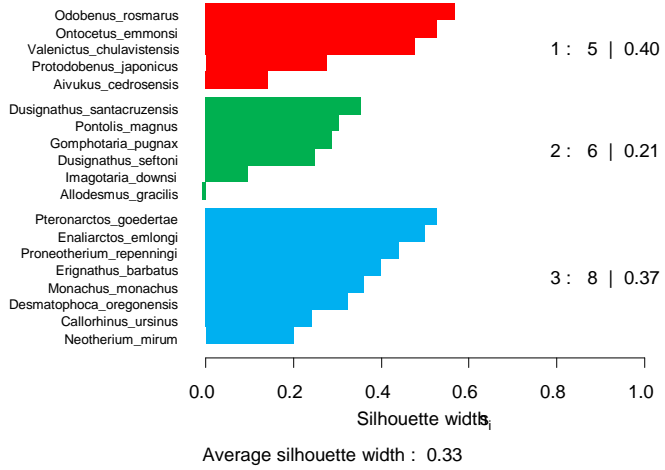 Odobenus_rosmarus
Ontocetus_emmonsi
Valenictus_chulavistensis
Protodobenus_japonicus
Aivukus_cedrosensis
1 : 5 | 0.40
Dusignathus_santacruzensis
Pontolis_magnus
Gomphotaria_pugnax
Dusignathus_seftoni
Imagotaria_downsi
Allodesmus_gracilis
2 : 6 | 0.21
Pteronarctos_goedertae
Enaliarctos_emlongi
Proneotherium_repenningi
Erignathus_barbatus
Monachus_monachus
Desmatophoca_oregonensis
Callorhinus_ursinus
Neotherium_mirum
3 : 8 | 0.37
0.0 0.2 0.4 0.6 0.8 1.0
Silhouette width si
Average silhouette width : 0.33